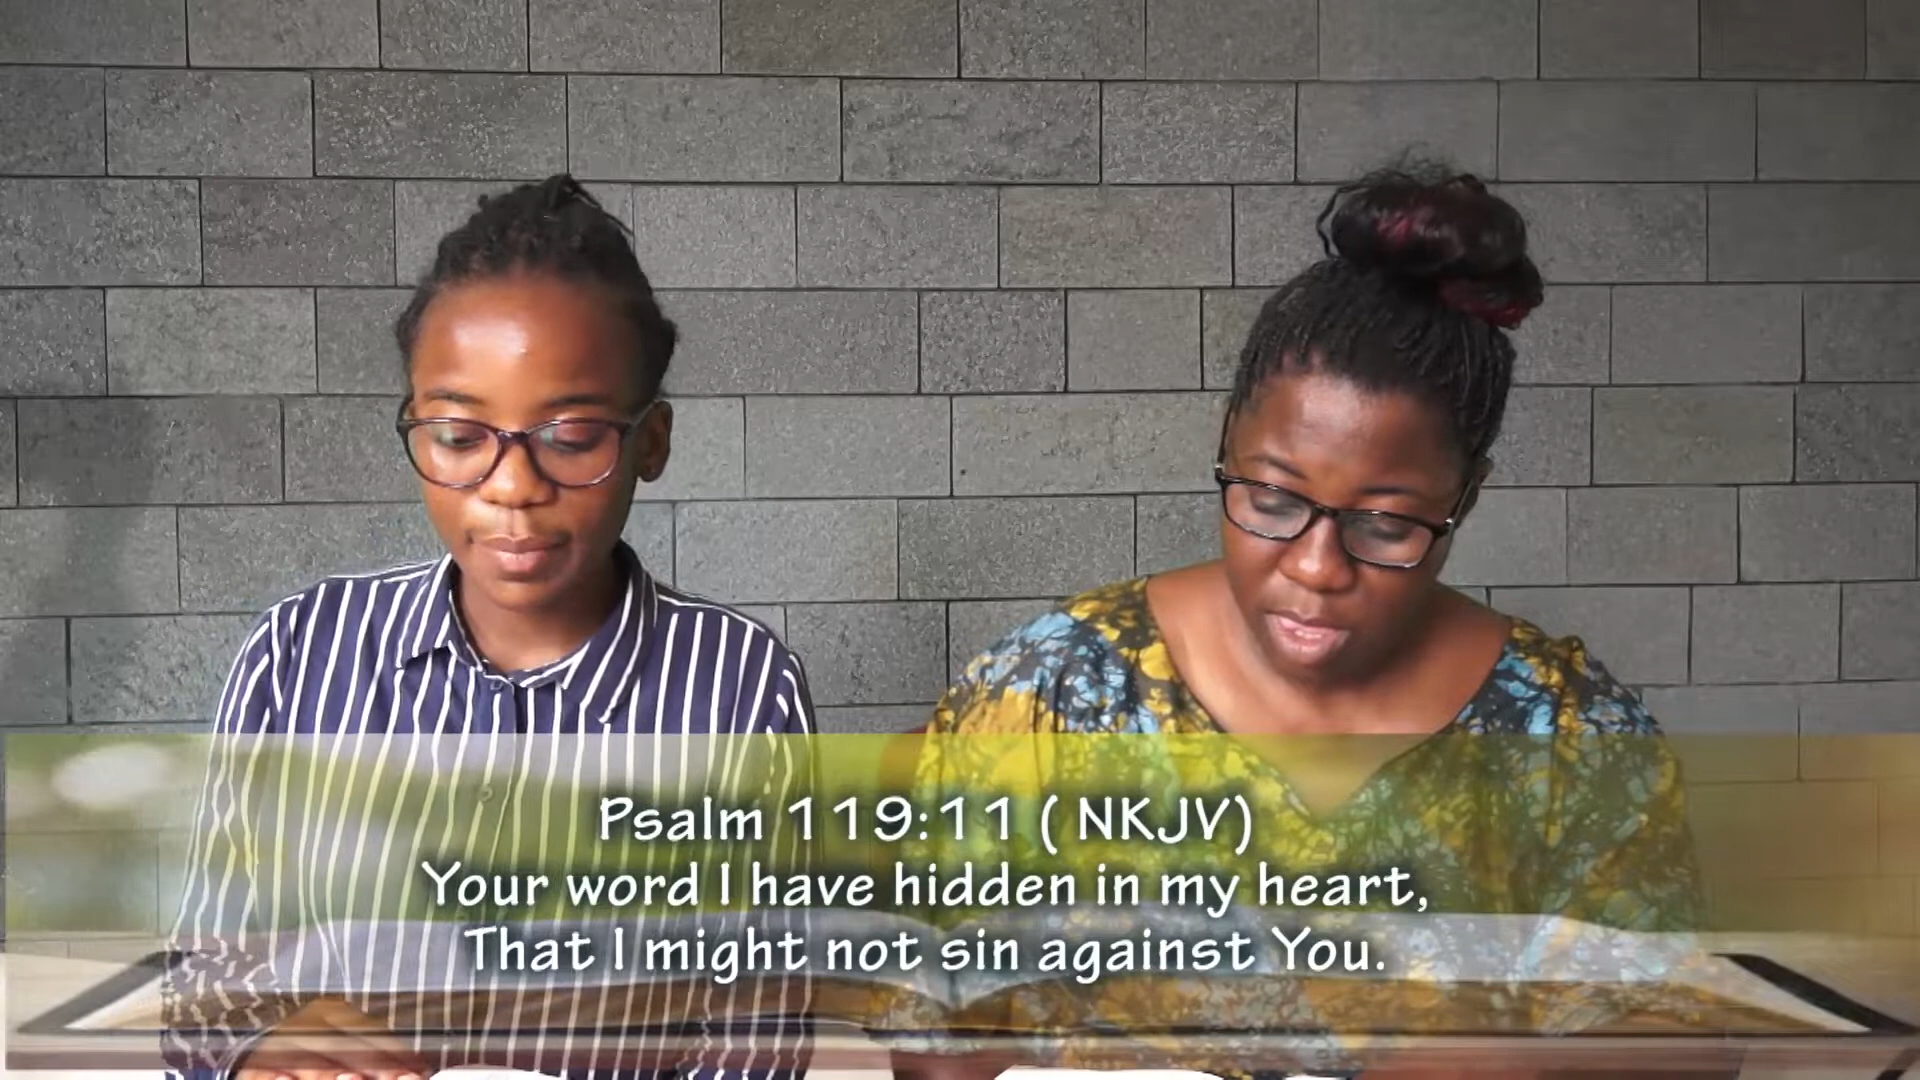 Psalm 119:11 ( NKJV)
Your word I have hidden in my heart,
That I might not sin against You.